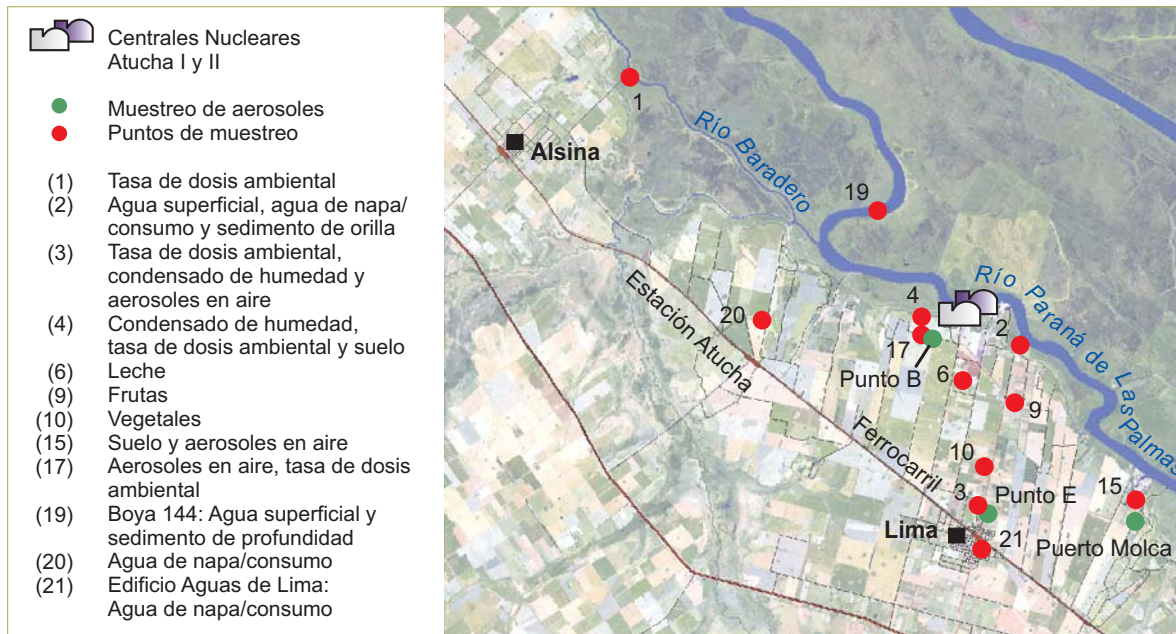 Centrales Nucleares
Atucha I y II
Muestreo de aerosoles
Puntos de muestreo
(1) Tasa de dosis ambiental
(2) Agua superficial, agua de napa/
consumo y sedimento de orilla
(3) Tasa de dosis ambiental,
condensado de humedad y
aerosoles en aire
(4) Condensado de humedad,
tasa de dosis ambiental y suelo
(6) Leche
(9) Frutas
(10) Vegetales
(15) Suelo y aerosoles en aire
(17) Aerosoles en aire, tasa de dosis
ambiental
(19) Boya 144: Agua superficial y
sedimento de profundidad
(20) Agua de napa/consumo
(21) Edificio Aguas de Lima:
Agua de napa/consumo
1
Alsina
Río Baradero
19
Río Paraná de Las Palmas
Estación Atucha
20
4
2
17
Punto B
6
9
Ferrocarril
10
3
Punto E
15
Lima
21
Puerto Molca